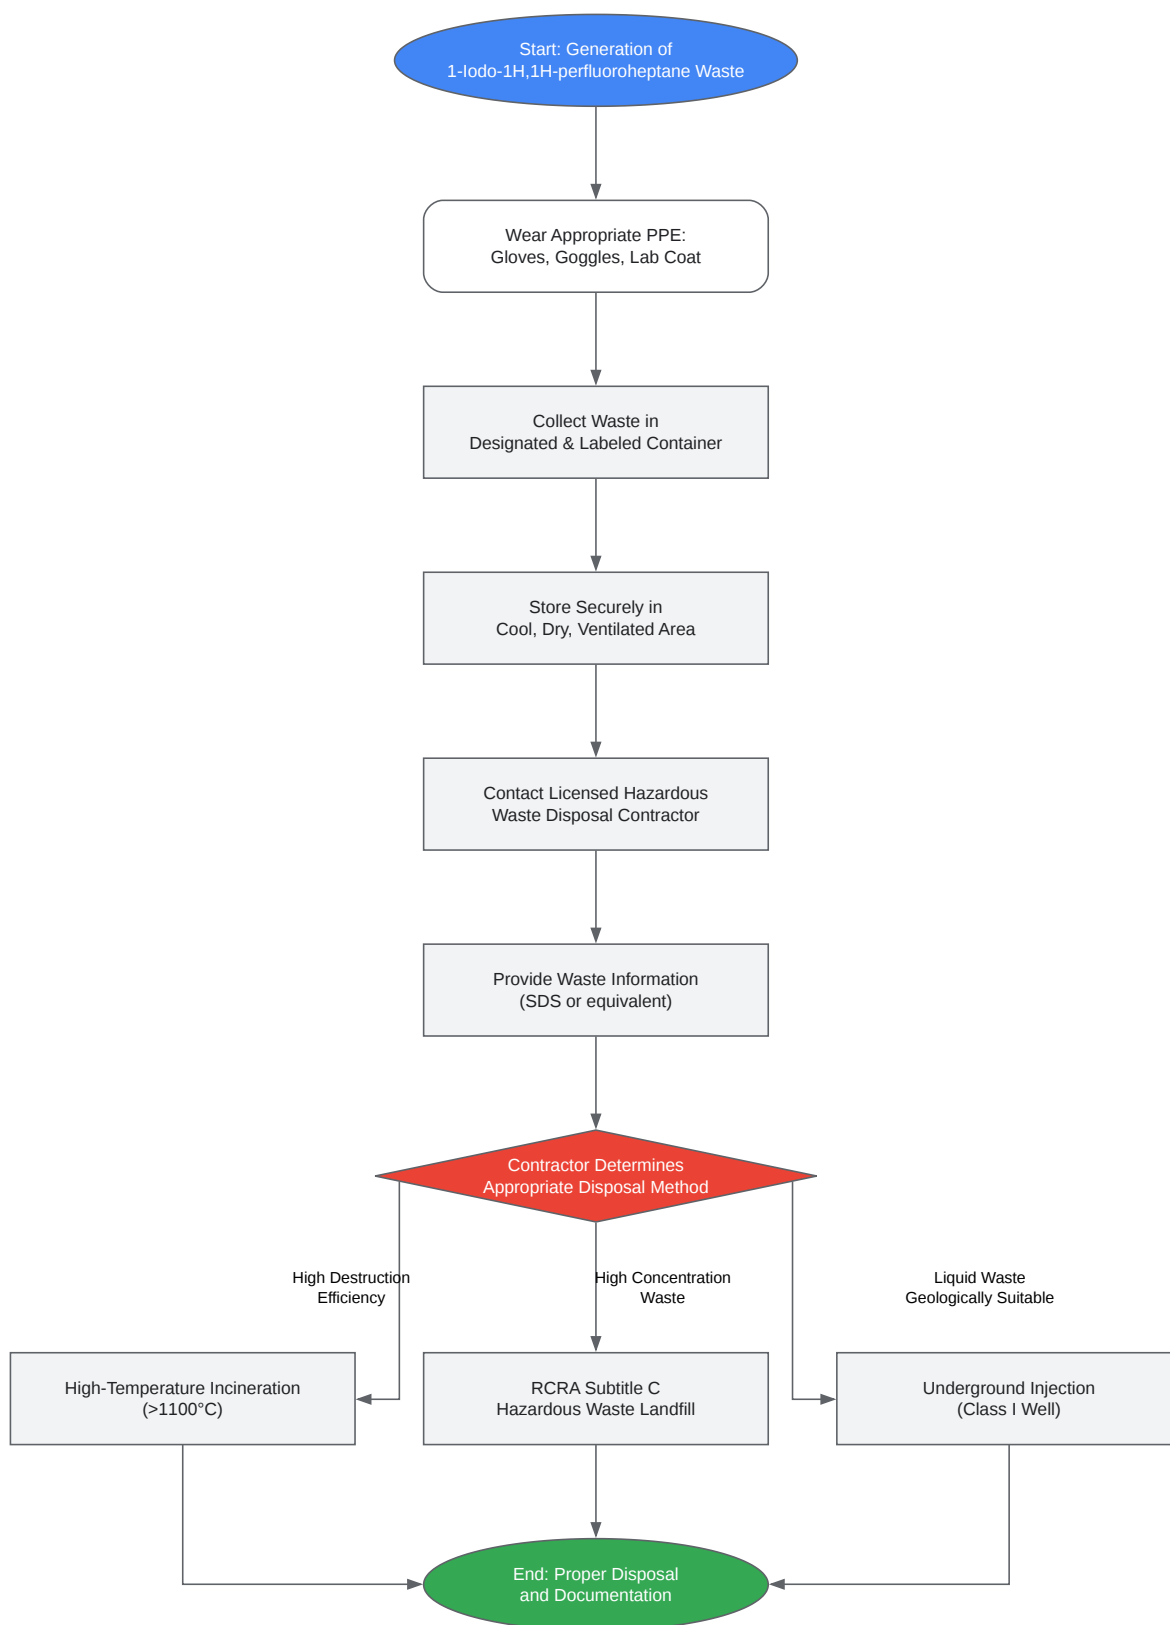 Start: Generation of
1-Iodo-1H,1H-perfluoroheptane Waste
Wear Appropriate PPE:
Gloves, Goggles, Lab Coat
Collect Waste in
Designated & Labeled Container
Store Securely in
Cool, Dry, Ventilated Area
Contact Licensed Hazardous
Waste Disposal Contractor
Provide Waste Information
(SDS or equivalent)
Contractor Determines
Appropriate Disposal Method
High Destruction
Efficiency
High Concentration
Waste
Liquid Waste
Geologically Suitable
High-Temperature Incineration
(>1100°C)
RCRA Subtitle C
Hazardous Waste Landfill
Underground Injection
(Class I Well)
End: Proper Disposal
and Documentation